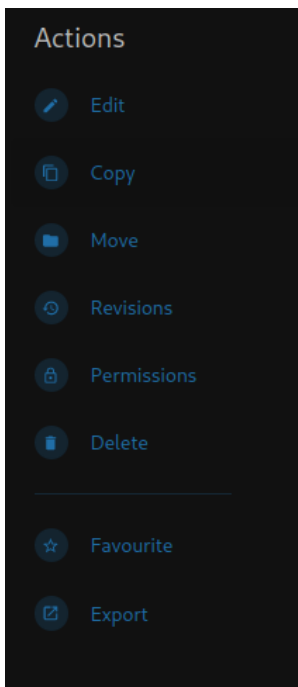 Actions
Edit
Copy
Move
Revisions
Permissions
Delete
Favourite
Export